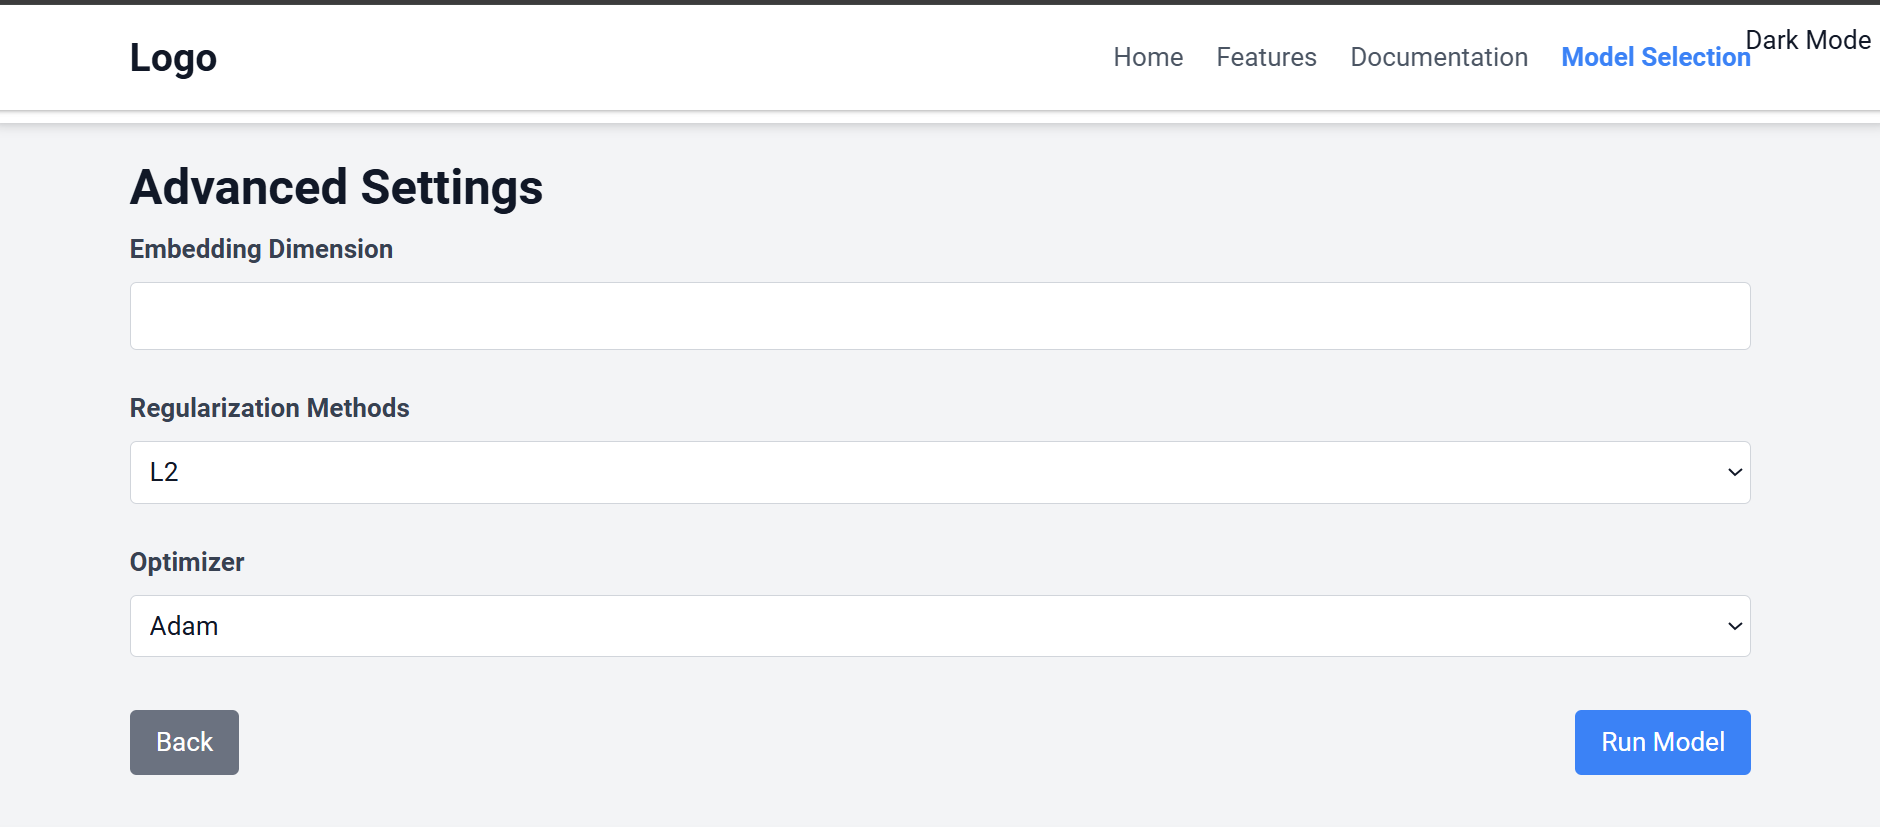 Logo
Home Features Documentation Model Selection Dark Mode
Advanced Settings
Embedding Dimension
Regularization Methods
L2
Optimizer
Adam
Back
Run Model